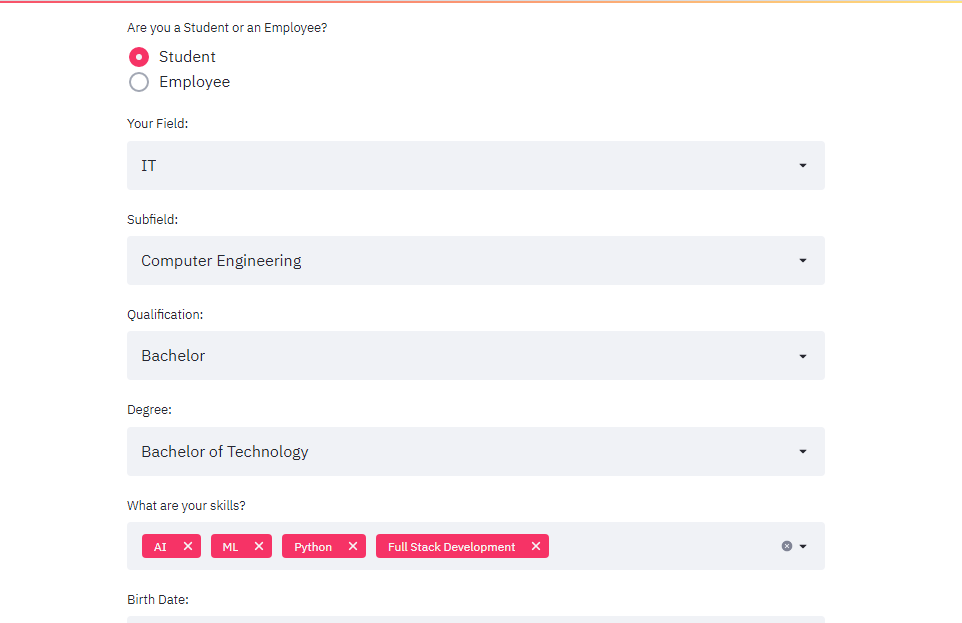 Are you a Student or an Employee?
Student
Employee
Your Field:
IT
Subfield:
Computer Engineering
Qualification:
Bachelor
Degree:
Bachelor of Technology
What are your skills?
AI ML Python Full Stack Development
Birth Date: